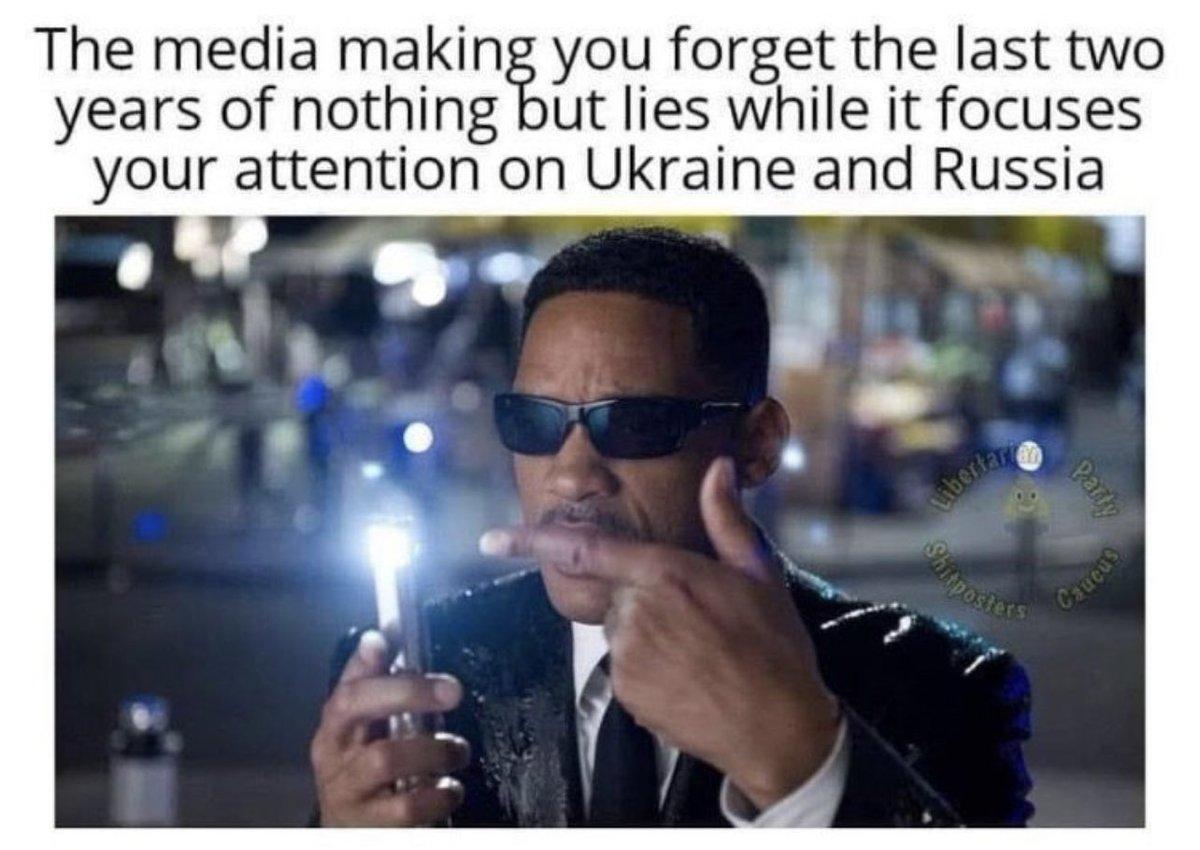 The media making you forget the last two
years of nothing but lies while it focuses
your attention on Ukraine and Russia
Libertarian Party
Shitposters Caucus